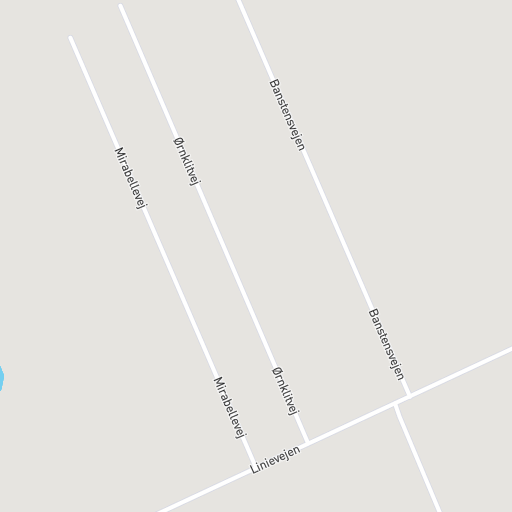 Banstensvejen
Ørnklitvej
Mirabellevej
Banstensvejen
Ørnklitvej
Mirabellevej
Linievejen